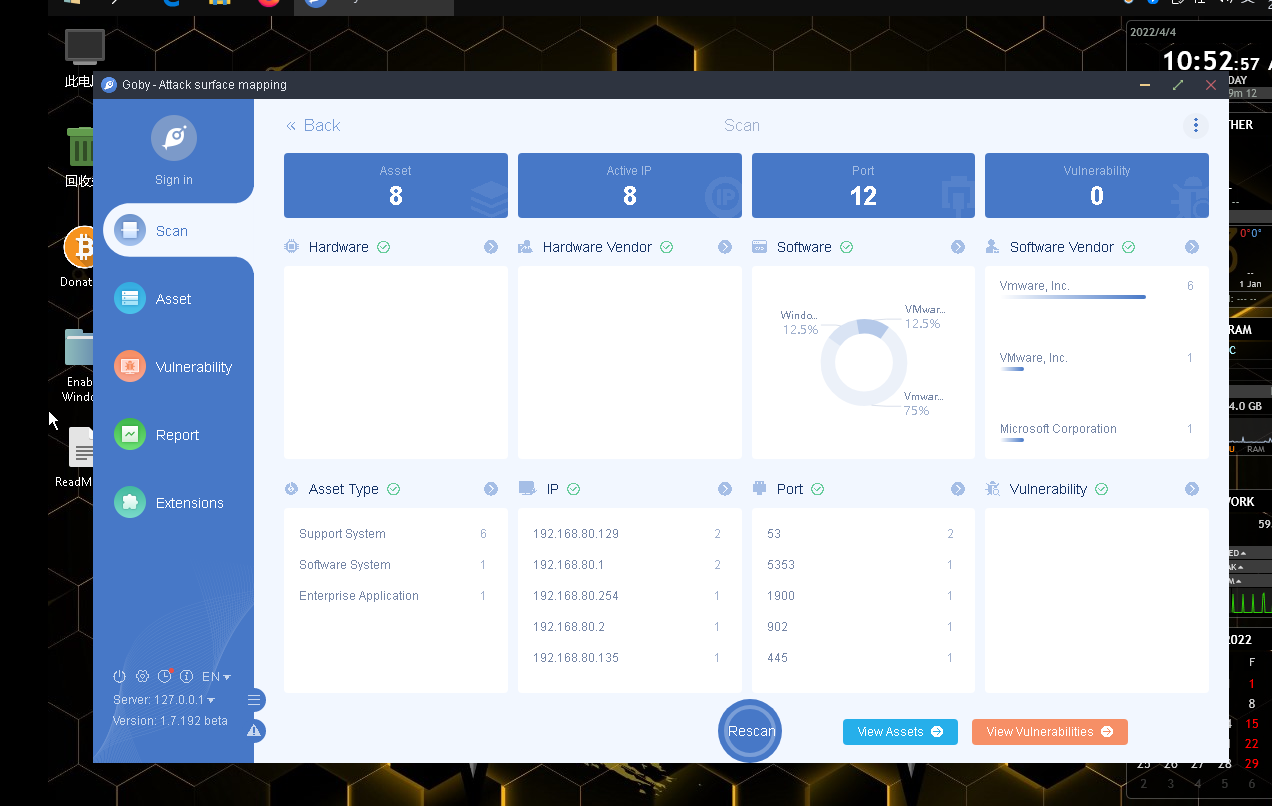 2022/4/4
10:52:57
此电
Goby - Attack surface mapping
DAY
9m 12
Back
Scan
THER
Sign in
Asset
8
Active IP
8
Port
12
Vulnerability
0
回收
Scan
Hardware
Hardware Vendor
Software
Software Vendor
0°0°
Donat
Asset
Windo...
12.5%
VMwar...
12.5%
Vmwar...
75%
Vmware, Inc. 6
VMware, Inc. 1
Microsoft Corporation 1
--
1 Jan
RAM
C
Vulnerability
Enab
Windo
4.0 GB
RAM
Report
ReadM
Asset Type
IP
Port
Vulnerability
Extensions
Support System 6
Software System 1
Enterprise Application 1
192.168.80.129 2
192.168.80.1 2
192.168.80.254 1
192.168.80.2 1
192.168.80.135 1
53 2
5353 1
1900 1
902 1
445 1
ORK
59.
2022
F
1
8
15
22
EN
Server: 127.0.0.1
Version: 1.7.192 beta
Rescan
View Assets
View Vulnerabilities
25 26 27 28 29
2 3 4 5 6